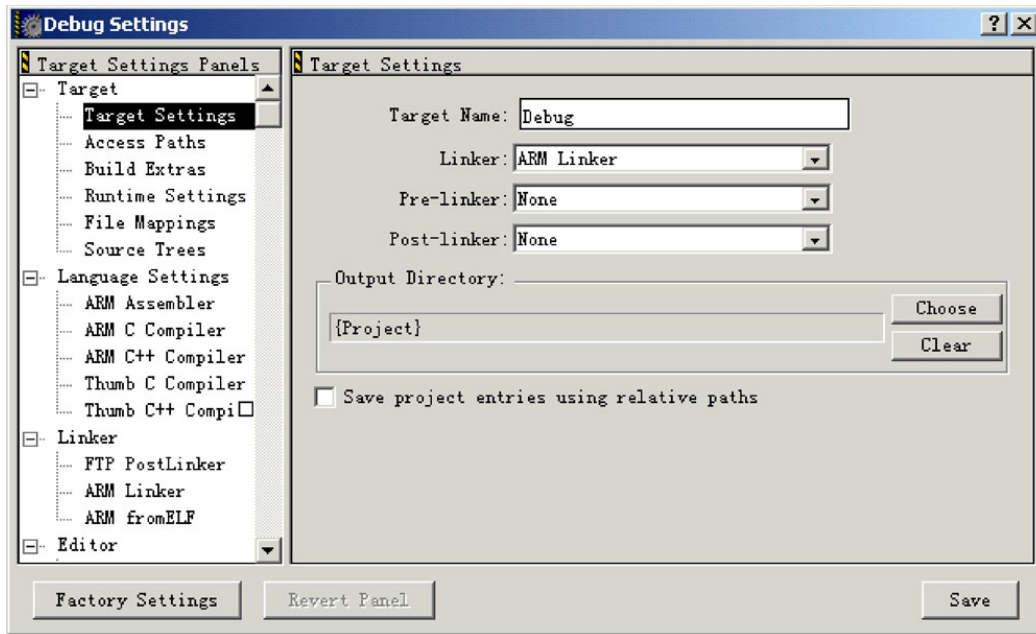 Debug Settings
Target Settings Panels
Target
Target Settings
Access Paths
Build Extras
Runtime Settings
File Mappings
Source Trees
Language Settings
ARM Assembler
ARM C Compiler
ARM C++ Compiler
Thumb C Compiler
Thumb C++ Compi□
Linker
FTP PostLinker
ARM Linker
ARM fromELF
Editor
Target Settings
Target Name: Debug
Linker: ARM Linker
Pre-linker: None
Post-linker: None
Output Directory:
{Project}
Choose
Clear
Save project entries using relative paths
Factory Settings
Revert Panel
Save